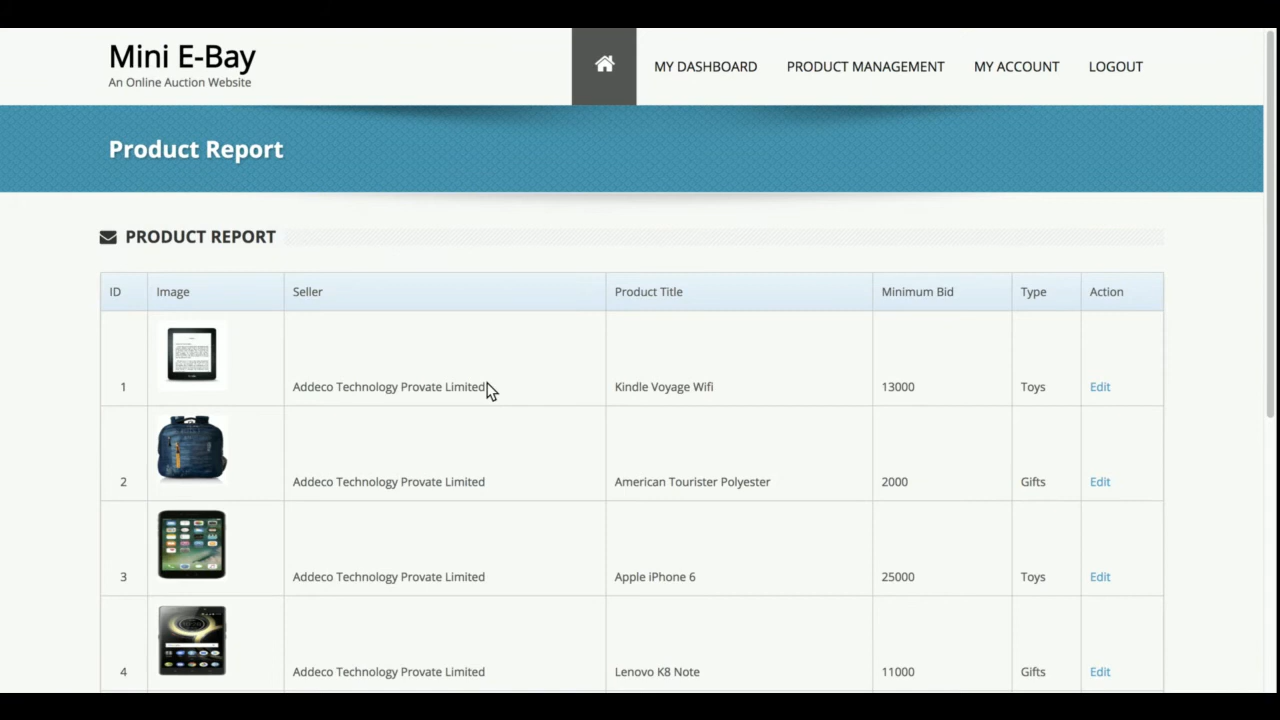 Mini E-Bay
An Online Auction Website
MY DASHBOARD PRODUCT MANAGEMENT MY ACCOUNT LOGOUT
Product Report
PRODUCT REPORT
ID Image Seller Product Title Minimum Bid Type Action
1 Addeco Technology Provate Limited Kindle Voyage Wifi 13000 Toys Edit
2 Addeco Technology Provate Limited American Tourister Polyester 2000 Gifts Edit
3 Addeco Technology Provate Limited Apple iPhone 6 25000 Toys Edit
4 Addeco Technology Provate Limited Lenovo K8 Note 11000 Gifts Edit